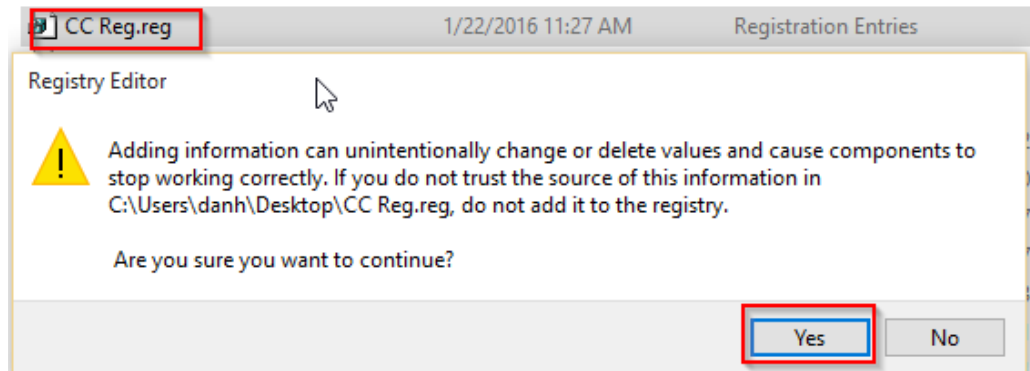 CC Reg.reg 1/22/2016 11:27 AM Registration Entries
Registry Editor
Adding information can unintentionally change or delete values and cause components to
stop working correctly. If you do not trust the source of this information in
C:\Users\danh\Desktop\CC Reg.reg, do not add it to the registry.
Are you sure you want to continue?
Yes No